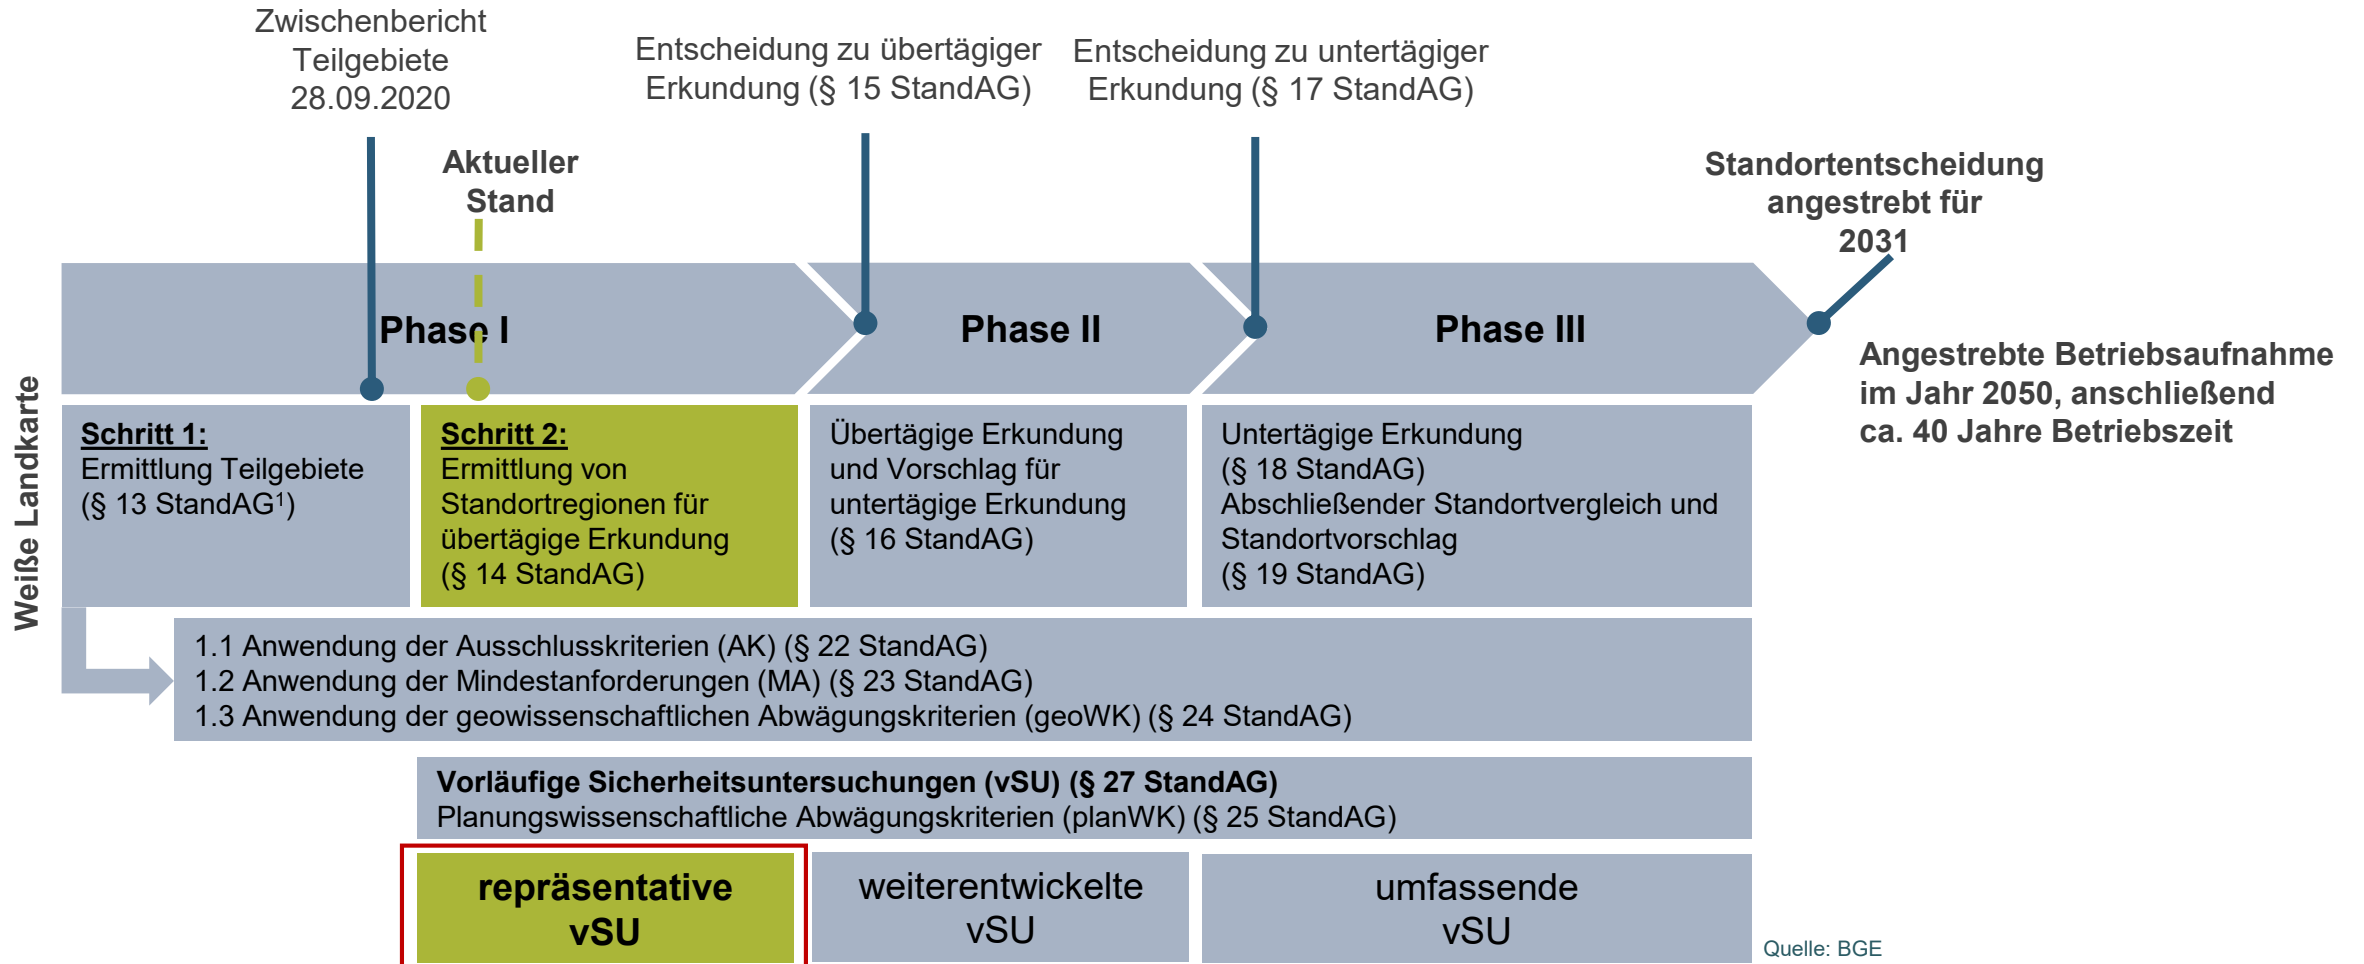 Zwischenbericht
Teilgebiete
28.09.2020
Entscheidung zu übertägiger
Erkundung (§ 15 StandAG)
Entscheidung zu untertägiger
Erkundung (§ 17 StandAG)
Aktueller
Stand
Standortentscheidung
angestrebt für
2031
Phase I
Phase II
Phase III
Angestrebte Betriebsaufnahme
im Jahr 2050, anschließend
ca. 40 Jahre Betriebszeit
Weiße Landkarte
Schritt 1:
Ermittlung Teilgebiete
(§ 13 StandAG¹)
Schritt 2:
Ermittlung von
Standortregionen für
übertägige Erkundung
(§ 14 StandAG)
Übertägige Erkundung
und Vorschlag für
untertägige Erkundung
(§ 16 StandAG)
Untertägige Erkundung
(§ 18 StandAG)
Abschließender Standortvergleich und
Standortvorschlag
(§ 19 StandAG)
1.1 Anwendung der Ausschlusskriterien (AK) (§ 22 StandAG)
1.2 Anwendung der Mindestanforderungen (MA) (§ 23 StandAG)
1.3 Anwendung der geowissenschaftlichen Abwägungskriterien (geoWK) (§ 24 StandAG)
Vorläufige Sicherheitsuntersuchungen (vSU) (§ 27 StandAG)
Planungswissenschaftliche Abwägungskriterien (planWK) (§ 25 StandAG)
repräsentative
vSU
weiterentwickelte
vSU
umfassende
vSU
Quelle: BGE